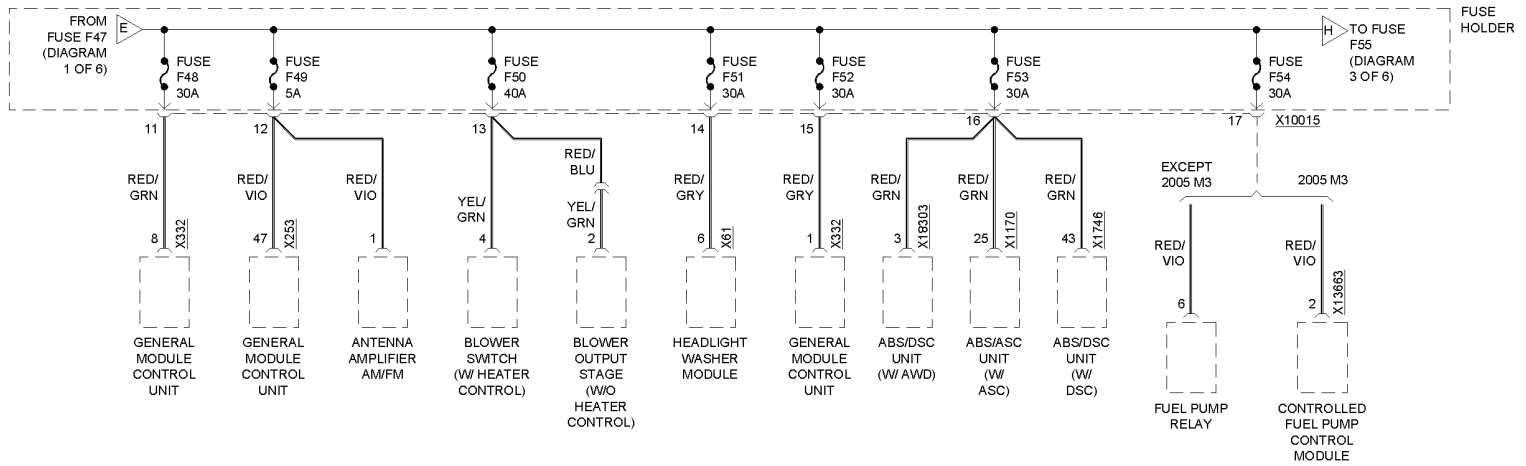 FROM
FUSE F47
(DIAGRAM
1 OF 6)
E
H
TO FUSE
F55
(DIAGRAM
3 OF 6)
FUSE
HOLDER
FUSE
F48
30A
FUSE
F49
5A
FUSE
F50
40A
FUSE
F51
30A
FUSE
F52
30A
FUSE
F53
30A
FUSE
F54
30A
11
12
13
14
15
16
17
X10015
RED/
GRN
RED/
VIO
RED/
VIO
YEL/
GRN
RED/
BLU
YEL/
GRN
RED/
GRY
RED/
GRY
RED/
GRN
RED/
GRN
RED/
GRN
EXCEPT
2005 M3
2005 M3
RED/
VIO
RED/
VIO
8
X332
47
X253
1
4
2
6
X61
1
X332
3
X18303
25
X1170
43
X1746
6
2
X13663
GENERAL
MODULE
CONTROL
UNIT
GENERAL
MODULE
CONTROL
UNIT
ANTENNA
AMPLIFIER
AM/FM
BLOWER
SWITCH
(W/ HEATER
CONTROL)
BLOWER
OUTPUT
STAGE
(W/O
HEATER
CONTROL)
HEADLIGHT
WASHER
MODULE
GENERAL
MODULE
CONTROL
UNIT
ABS/DSC
UNIT
(W/ AWD)
ABS/ASC
UNIT
(W/
ASC)
ABS/DSC
UNIT
(W/
DSC)
FUEL PUMP
RELAY
CONTROLLED
FUEL PUMP
CONTROL
MODULE